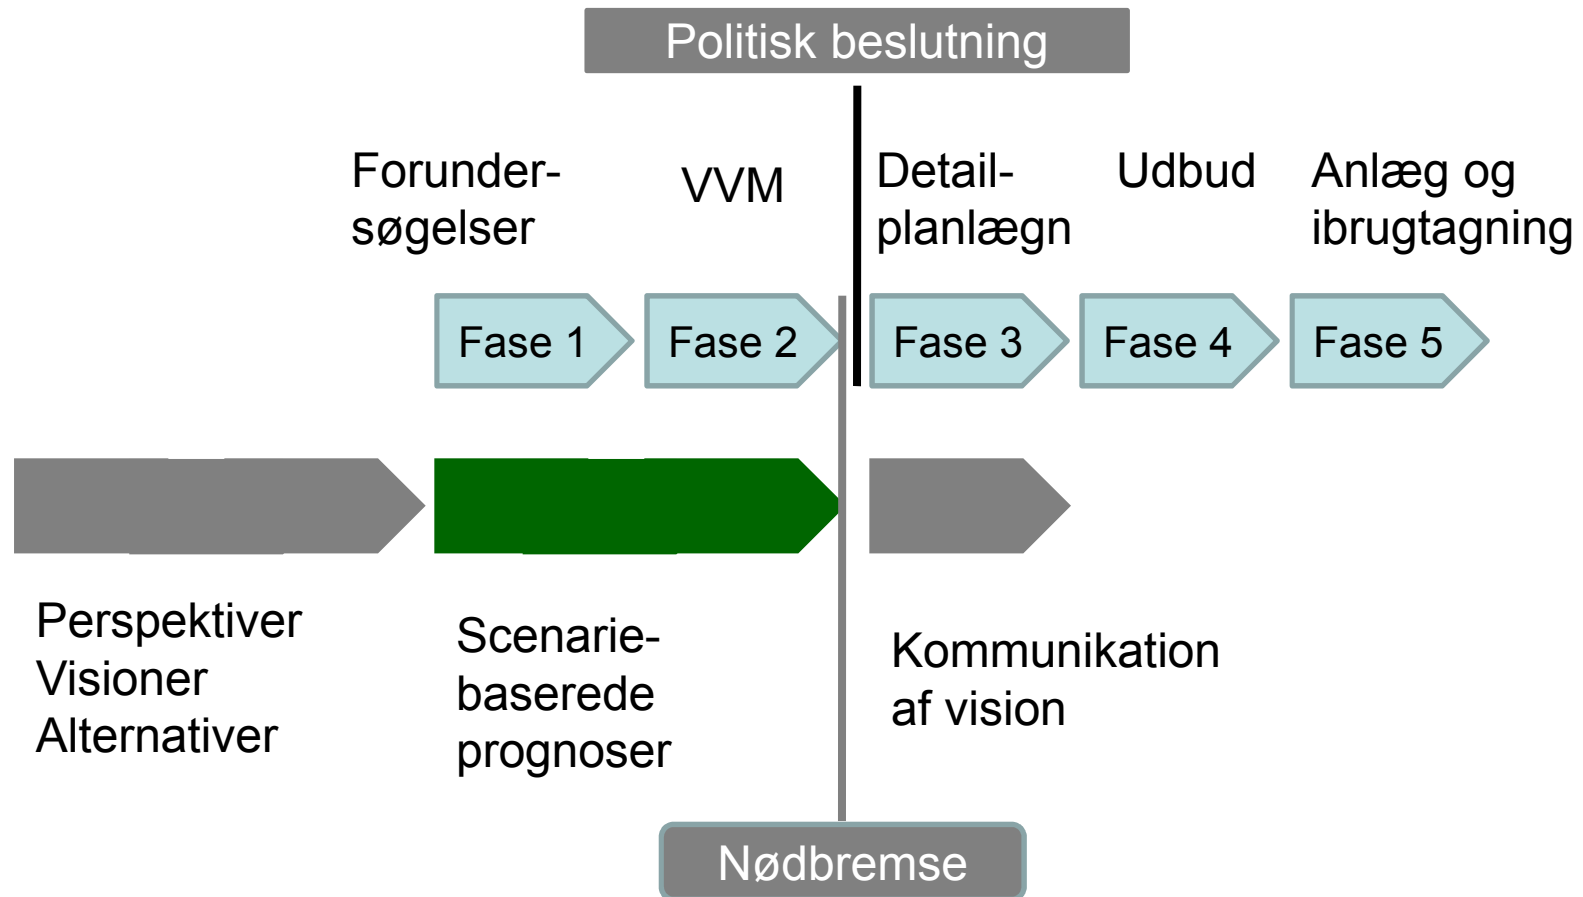 Politisk beslutning
Forunder-
søgelser
VVM
Detail-
planlægn
Udbud
Anlæg og
ibrugtagning
Fase 1
Fase 2
Fase 3
Fase 4
Fase 5
Perspektiver
Visioner
Alternativer
Scenarie-
baserede
prognoser
Kommunikation
af vision
Nødbremse